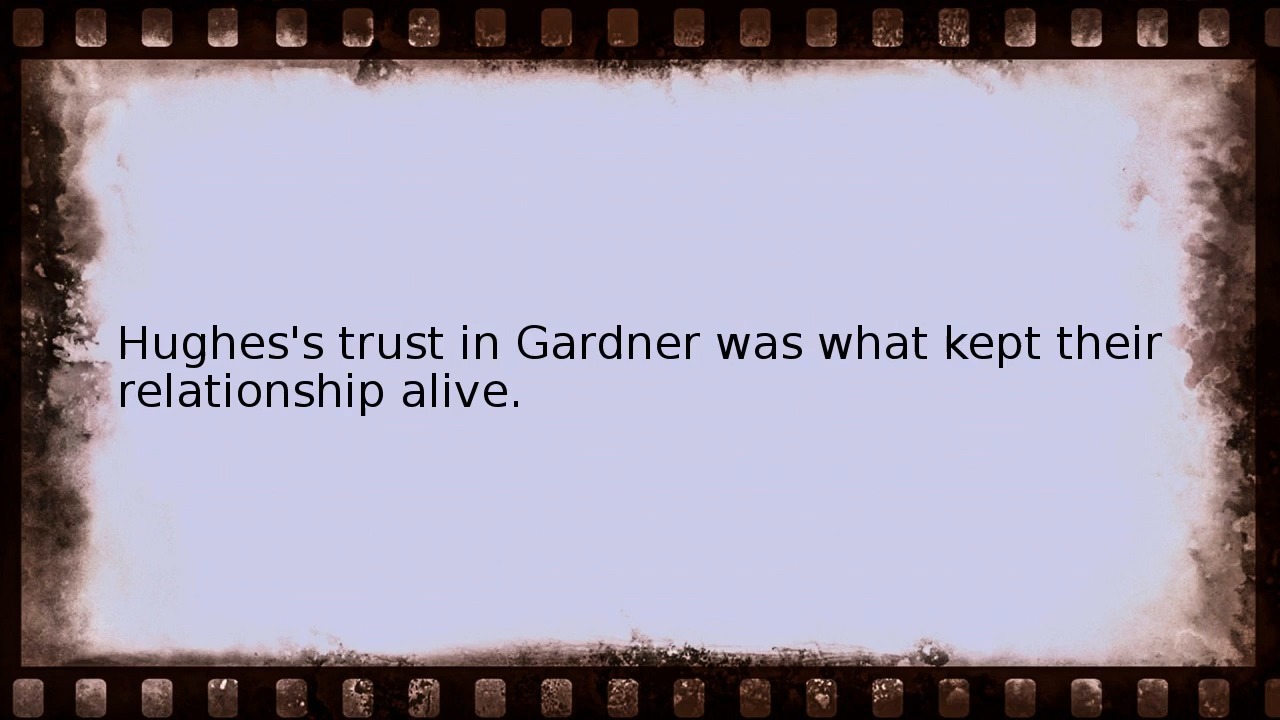 Hughes's trust in Gardner was what kept their
relationship alive.